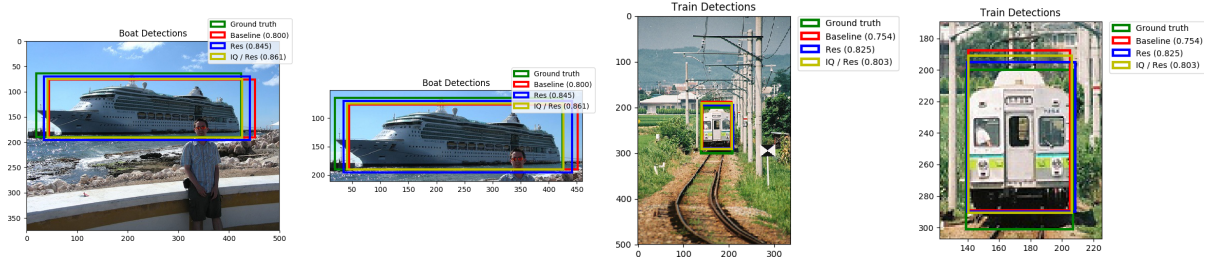 Boat Detections
Ground truth
Baseline (0.800)
Res (0.845)
IQ / Res (0.861)
0
50
100
150
200
250
300
350
0
100
200
300
400
500
Boat Detections
Ground truth
Baseline (0.800)
Res (0.845)
IQ / Res (0.861)
100
150
200
50
100
150
200
250
300
350
400
450
Train Detections
Ground truth
Baseline (0.754)
Res (0.825)
IQ / Res (0.803)
0
100
200
300
400
500
0
100
200
300
Train Detections
Ground truth
Baseline (0.754)
Res (0.825)
IQ / Res (0.803)
180
200
220
240
260
280
300
140
160
180
200
220